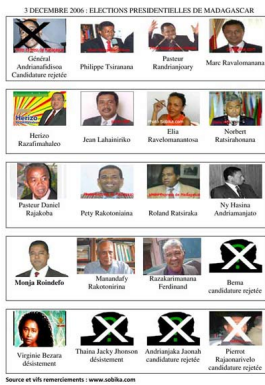 3 DECEMBRE 2006 : ELECTIONS PRESIDENTIELLES DE MADAGASCAR
Général
Andrianafidisoa
Candidature rejetée
Philippe Tsiranana
Pasteur
Randrianjoary
Marc Ravalomanana
Herizo
Herizo
Razafimahaleo
Jean Lahainiriko
Elia
Ravelomanantsoa
Norbert
Ratsirahonana
Pasteur Daniel
Rajakoba
Pety Rakotoniaina
Roland Ratsiraka
Ny Hasina
Andriamanjato
Monja Roindefo
Manandafy
Rakotonirina
Razakarimanana
Ferdinand
Bema
candidature rejetée
Virginie Bezara
désistement
Thaina Jacky Jhonson
désistement
Andrianjaka Jaonah
candidature rejetée
Pierrot
Rajaonarivelo
candidature rejetée
Source et vifs remerciements : www.sobika.com